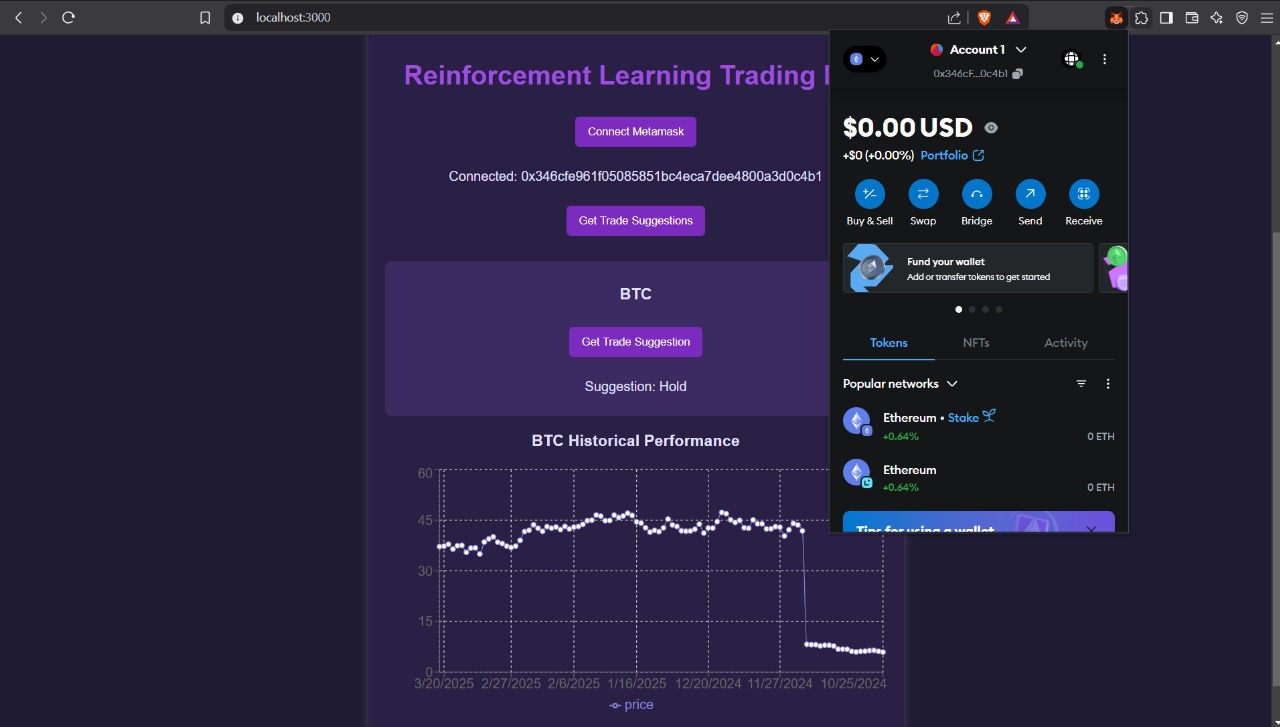 localhost:3000
Reinforcement Learning Trading
Connect Metamask
Connected: 0x346cfe961f05085851bc4eca7dee4800a3d0c4b1
Get Trade Suggestions
BTC
Get Trade Suggestion
Suggestion: Hold
BTC Historical Performance
60
45
30
15
0
3/20/2025 2/27/2025 2/6/2025 1/16/2025 12/20/2024 11/27/2024 10/25/2024
price
Account 1
0x346cF...0c4b1
$0.00 USD
+$0 (+0.00%) Portfolio
Buy & Sell Swap Bridge Send Receive
Fund your wallet
Add or transfer tokens to get started
Tokens NFTs Activity
Popular networks
Ethereum • Stake
+0.64% 0 ETH
Ethereum
+0.64% 0 ETH
Tips for using a wallet